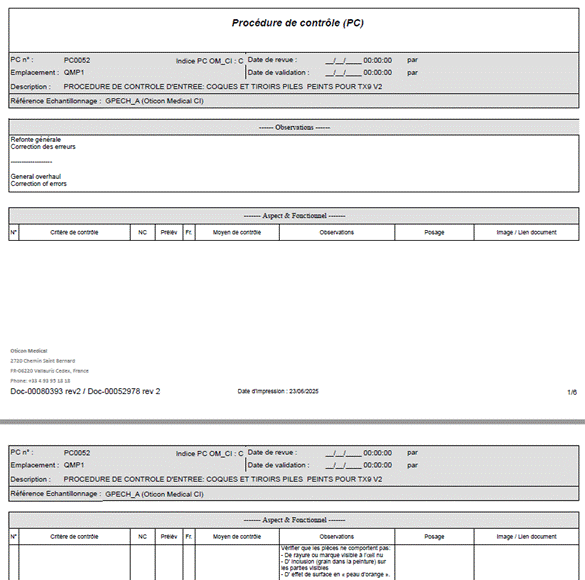 Procédure de contrôle (PC)
PC n° : PC0052 Indice PC OM_CI : C Date de revue : __/__/____ 00:00:00 par
Emplacement : QMP1 Date de validation : __/__/____ 00:00:00 par
Description : PROCEDURE DE CONTROLE D'ENTREE: COQUES ET TIROIRS PILES PEINTS POUR TX9 V2
Référence Echantillonnage : GPECH_A (Oticon Medical CI)
------ Observations ------
Refonte générale
Correction des erreurs
------------------
General overhaul
Correction of errors
------- Aspect & Fonctionnel -------
N° Critère de contrôle NC Prélèv Fr. Moyen de contrôle Observations Posage Image / Lien document
Oticon Medical
2720 Chemin Saint Bernard
FR-06220 Vallauris Cedex, France
Phone: +33 4 93 95 18 18
Doc-00080393 rev2 / Doc-00052978 rev 2 Date d'impression : 23/06/2025 1/6
PC n° : PC0052 Indice PC OM_CI : C Date de revue : __/__/____ 00:00:00 par
Emplacement : QMP1 Date de validation : __/__/____ 00:00:00 par
Description : PROCEDURE DE CONTROLE D'ENTREE: COQUES ET TIROIRS PILES PEINTS POUR TX9 V2
Référence Echantillonnage : GPECH_A (Oticon Medical CI)
------- Aspect & Fonctionnel -------
N° Critère de contrôle NC Prélèv Fr. Moyen de contrôle Observations Posage Image / Lien document
Vérifier que les pièces ne comportent pas:
- De rayure ou marque visible à l'œil nu
- D' inclusion (grain dans la peinture) sur
les parties visibles
- D' effet de surface en « peau d'orange ».